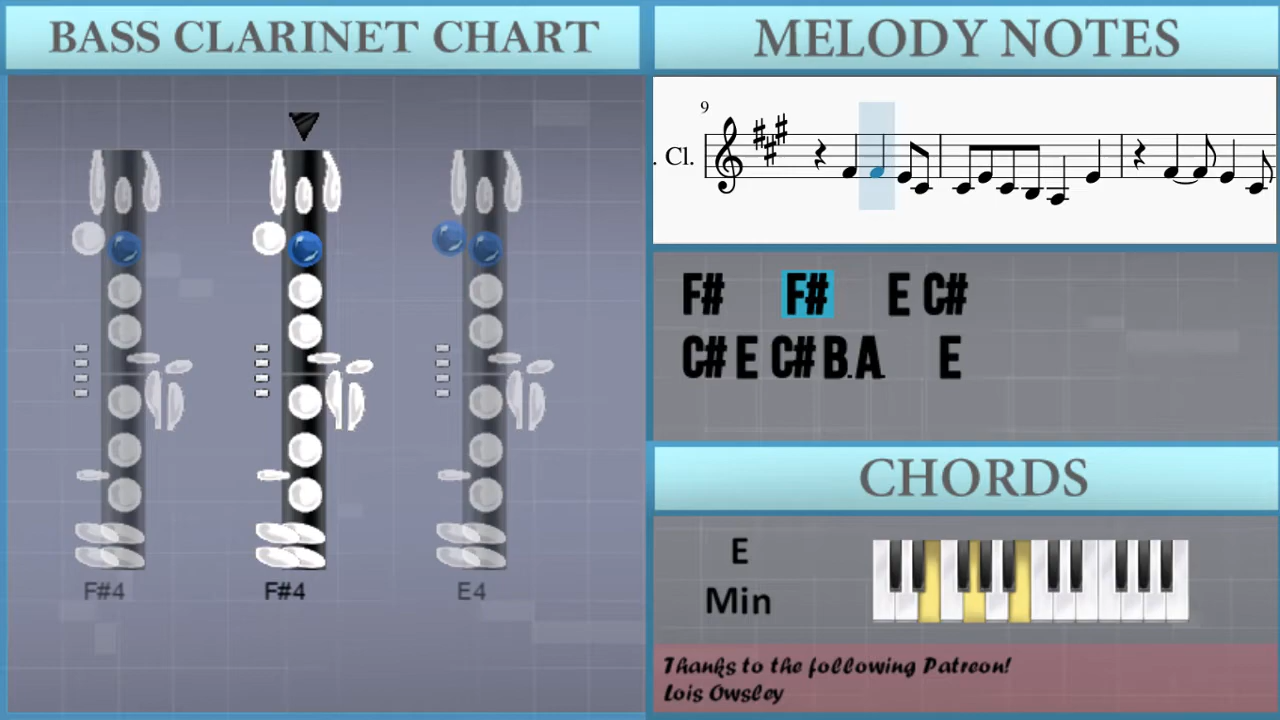 BASS CLARINET CHART
F#4 F#4 E4
MELODY NOTES
9
. Cl.
F# F# E C#
C# E C# B.A. E
CHORDS
E
Min
Thanks to the following Patreon!
Lois Owsley